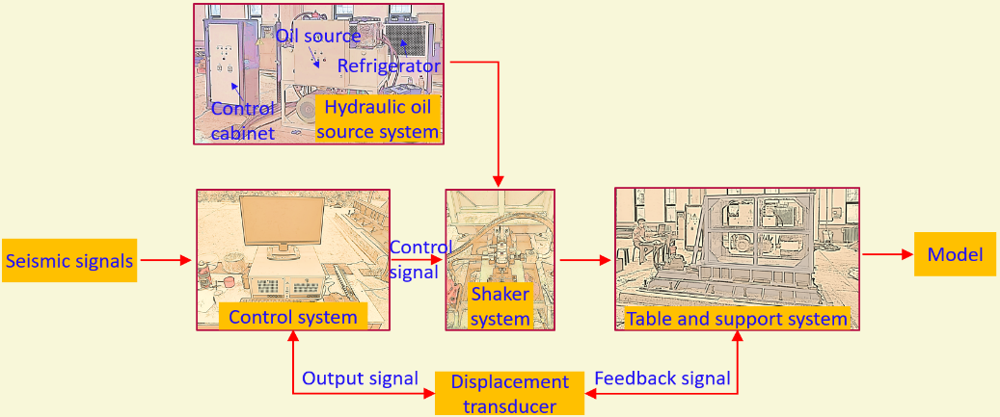 Oil source
Refrigerator
Control
cabinet
Hydraulic oil
source system
Seismic signals
Control system
Control
signal
Shaker
system
Table and support system
Model
Output signal
Displacement
transducer
Feedback signal